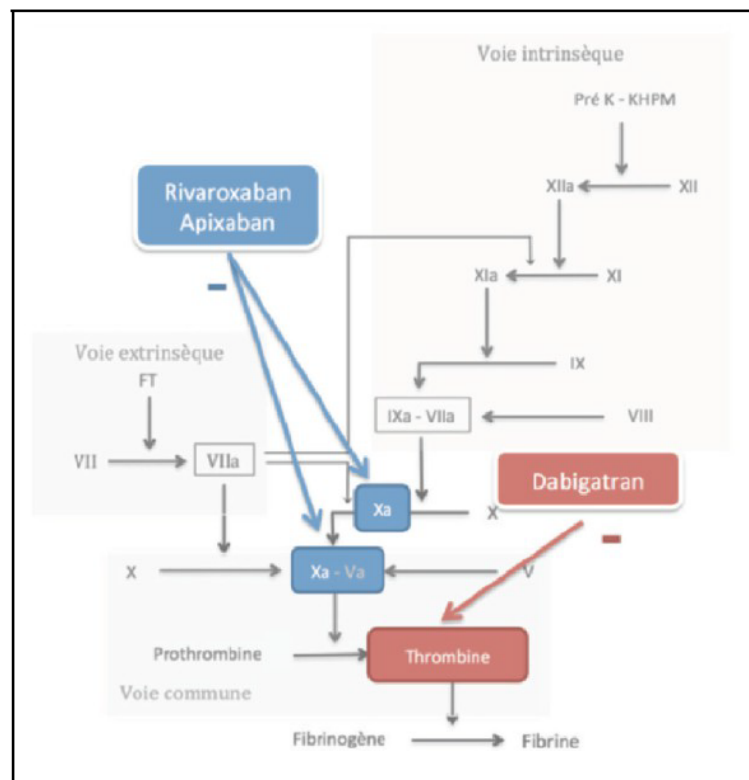 Voie intrinsèque
Pré K - KHPM
Rivaroxaban
Apixaban
XIIa
XII
-
XIa
XI
Voie extrinsèque
FT
IX
IXa - VIIa
VIII
VII
VIIa
Dabigatran
Xa
X
-
X
Xa - Va
V
Prothrombine
Thrombine
Voie commune
Fibrinogène
Fibrine